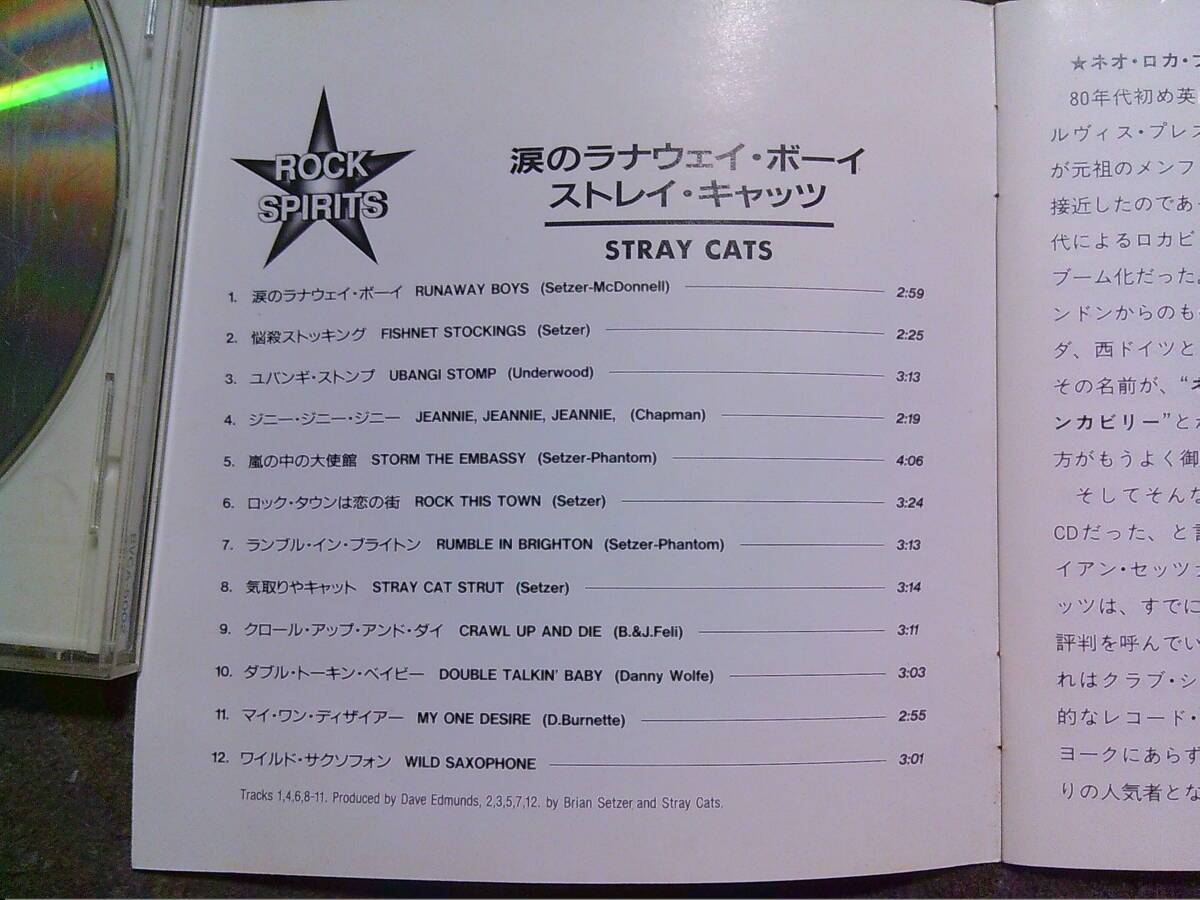 ROCK
SPIRITS
涙のラナウェイ・ボーイ
ストレイ・キャッツ
STRAY CATS
1. 涙のラナウェイ・ボーイ RUNAWAY BOYS (Setzer-McDonnell) 2:59
2. 悩殺ストッキング FISHNET STOCKINGS (Setzer) 2:25
3. ユバンギ・ストンプ UBANGI STOMP (Underwood) 3:13
4. ジニー・ジニー・ジニー JEANNIE, JEANNIE, JEANNIE, (Chapman) 2:19
5. 嵐の中の大使館 STORM THE EMBASSY (Setzer-Phantom) 4:06
6. ロック・タウンは恋の街 ROCK THIS TOWN (Setzer) 3:24
7. ランブル・イン・ブライトン RUMBLE IN BRIGHTON (Setzer-Phantom) 3:13
8. 気取りやキャット STRAY CAT STRUT (Setzer) 3:14
9. クロール・アップ・アンド・ダイ CRAWL UP AND DIE (B.&J.Feli) 3:11
10. ダブル・トーキン・ベイビー DOUBLE TALKIN' BABY (Danny Wolfe) 3:03
11. マイ・ワン・ディザイアー MY ONE DESIRE (D.Burnette) 2:55
12. ワイルド・サクソフォン WILD SAXOPHONE 3:01
Tracks 1,4,6,8-11. Produced by Dave Edmunds, 2,3,5,7,12. by Brian Setzer and Stray Cats.
★ネオ・ロカ・
80年代初め英
ルヴィス・プレス
が元祖のメンフ
接近したのであ
代によるロカビ
ブーム化だった。
ンドンからのも
ダ、西ドイツと
その名前が、“ネ
ンカビリー”と
方がもうよく御
そしてそんな
CDだった、と言
イアン・セッツ
ッツは、すでに
評判を呼んでい
れはクラブ・シ
的なレコード・
ヨークにあらず
りの人気者とな